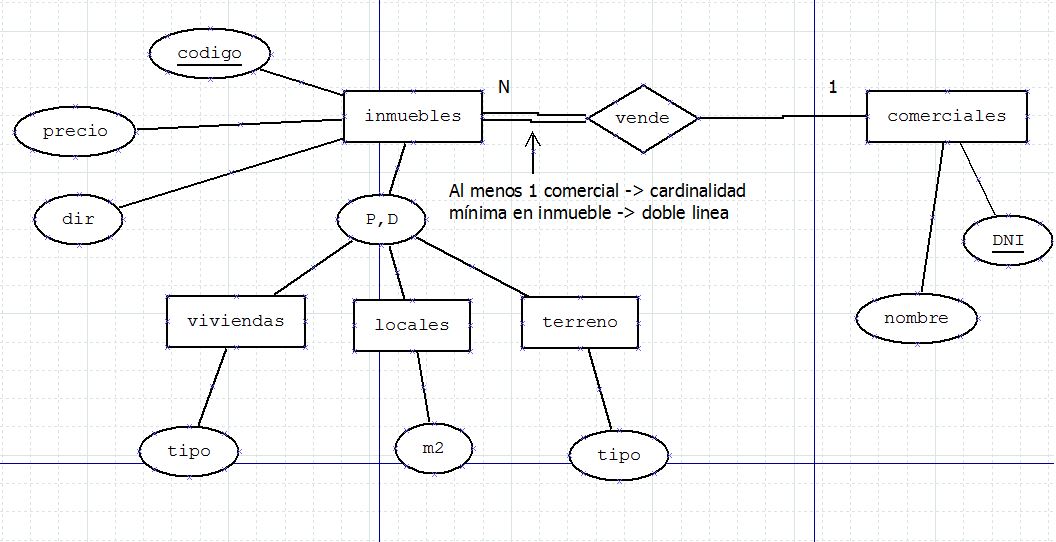 codigo
N
1
precio
inmuebles
vende
comerciales
Al menos 1 comercial -> cardinalidad
mínima en inmueble -> doble linea
dir
P,D
DNI
viviendas
locales
terreno
nombre
tipo
m2
tipo